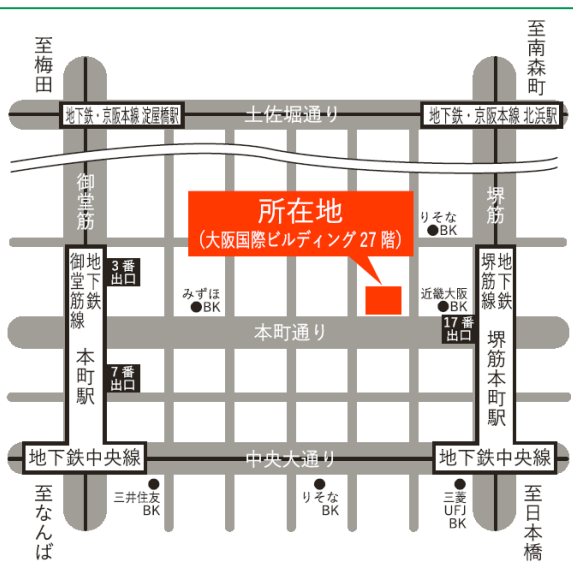 至梅田
至南森町
地下鉄・京阪本線 淀屋橋駅
土佐堀通り
地下鉄・京阪本線 北浜駅
御堂筋
堺筋
所在地
(大阪国際ビルディング27階)
りそな
BK
地下鉄
御堂筋線
本町駅
3番
出口
みずほ
BK
近畿大阪
BK
地下鉄
堺筋線
堺筋本町駅
17番
出口
本町通り
7番
出口
地下鉄中央線
中央大通り
地下鉄中央線
至なんば
三井住友
BK
りそな
BK
三菱
UFJ
BK
至日本橋